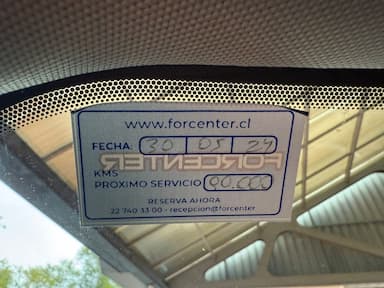 www.forcenter.cl
FECHA: 30 05 24
FORCENTER
KMS
PROXIMO SERVICIO 90.000
RESERVA AHORA
22 740 33 00 - recepcion@forcenter